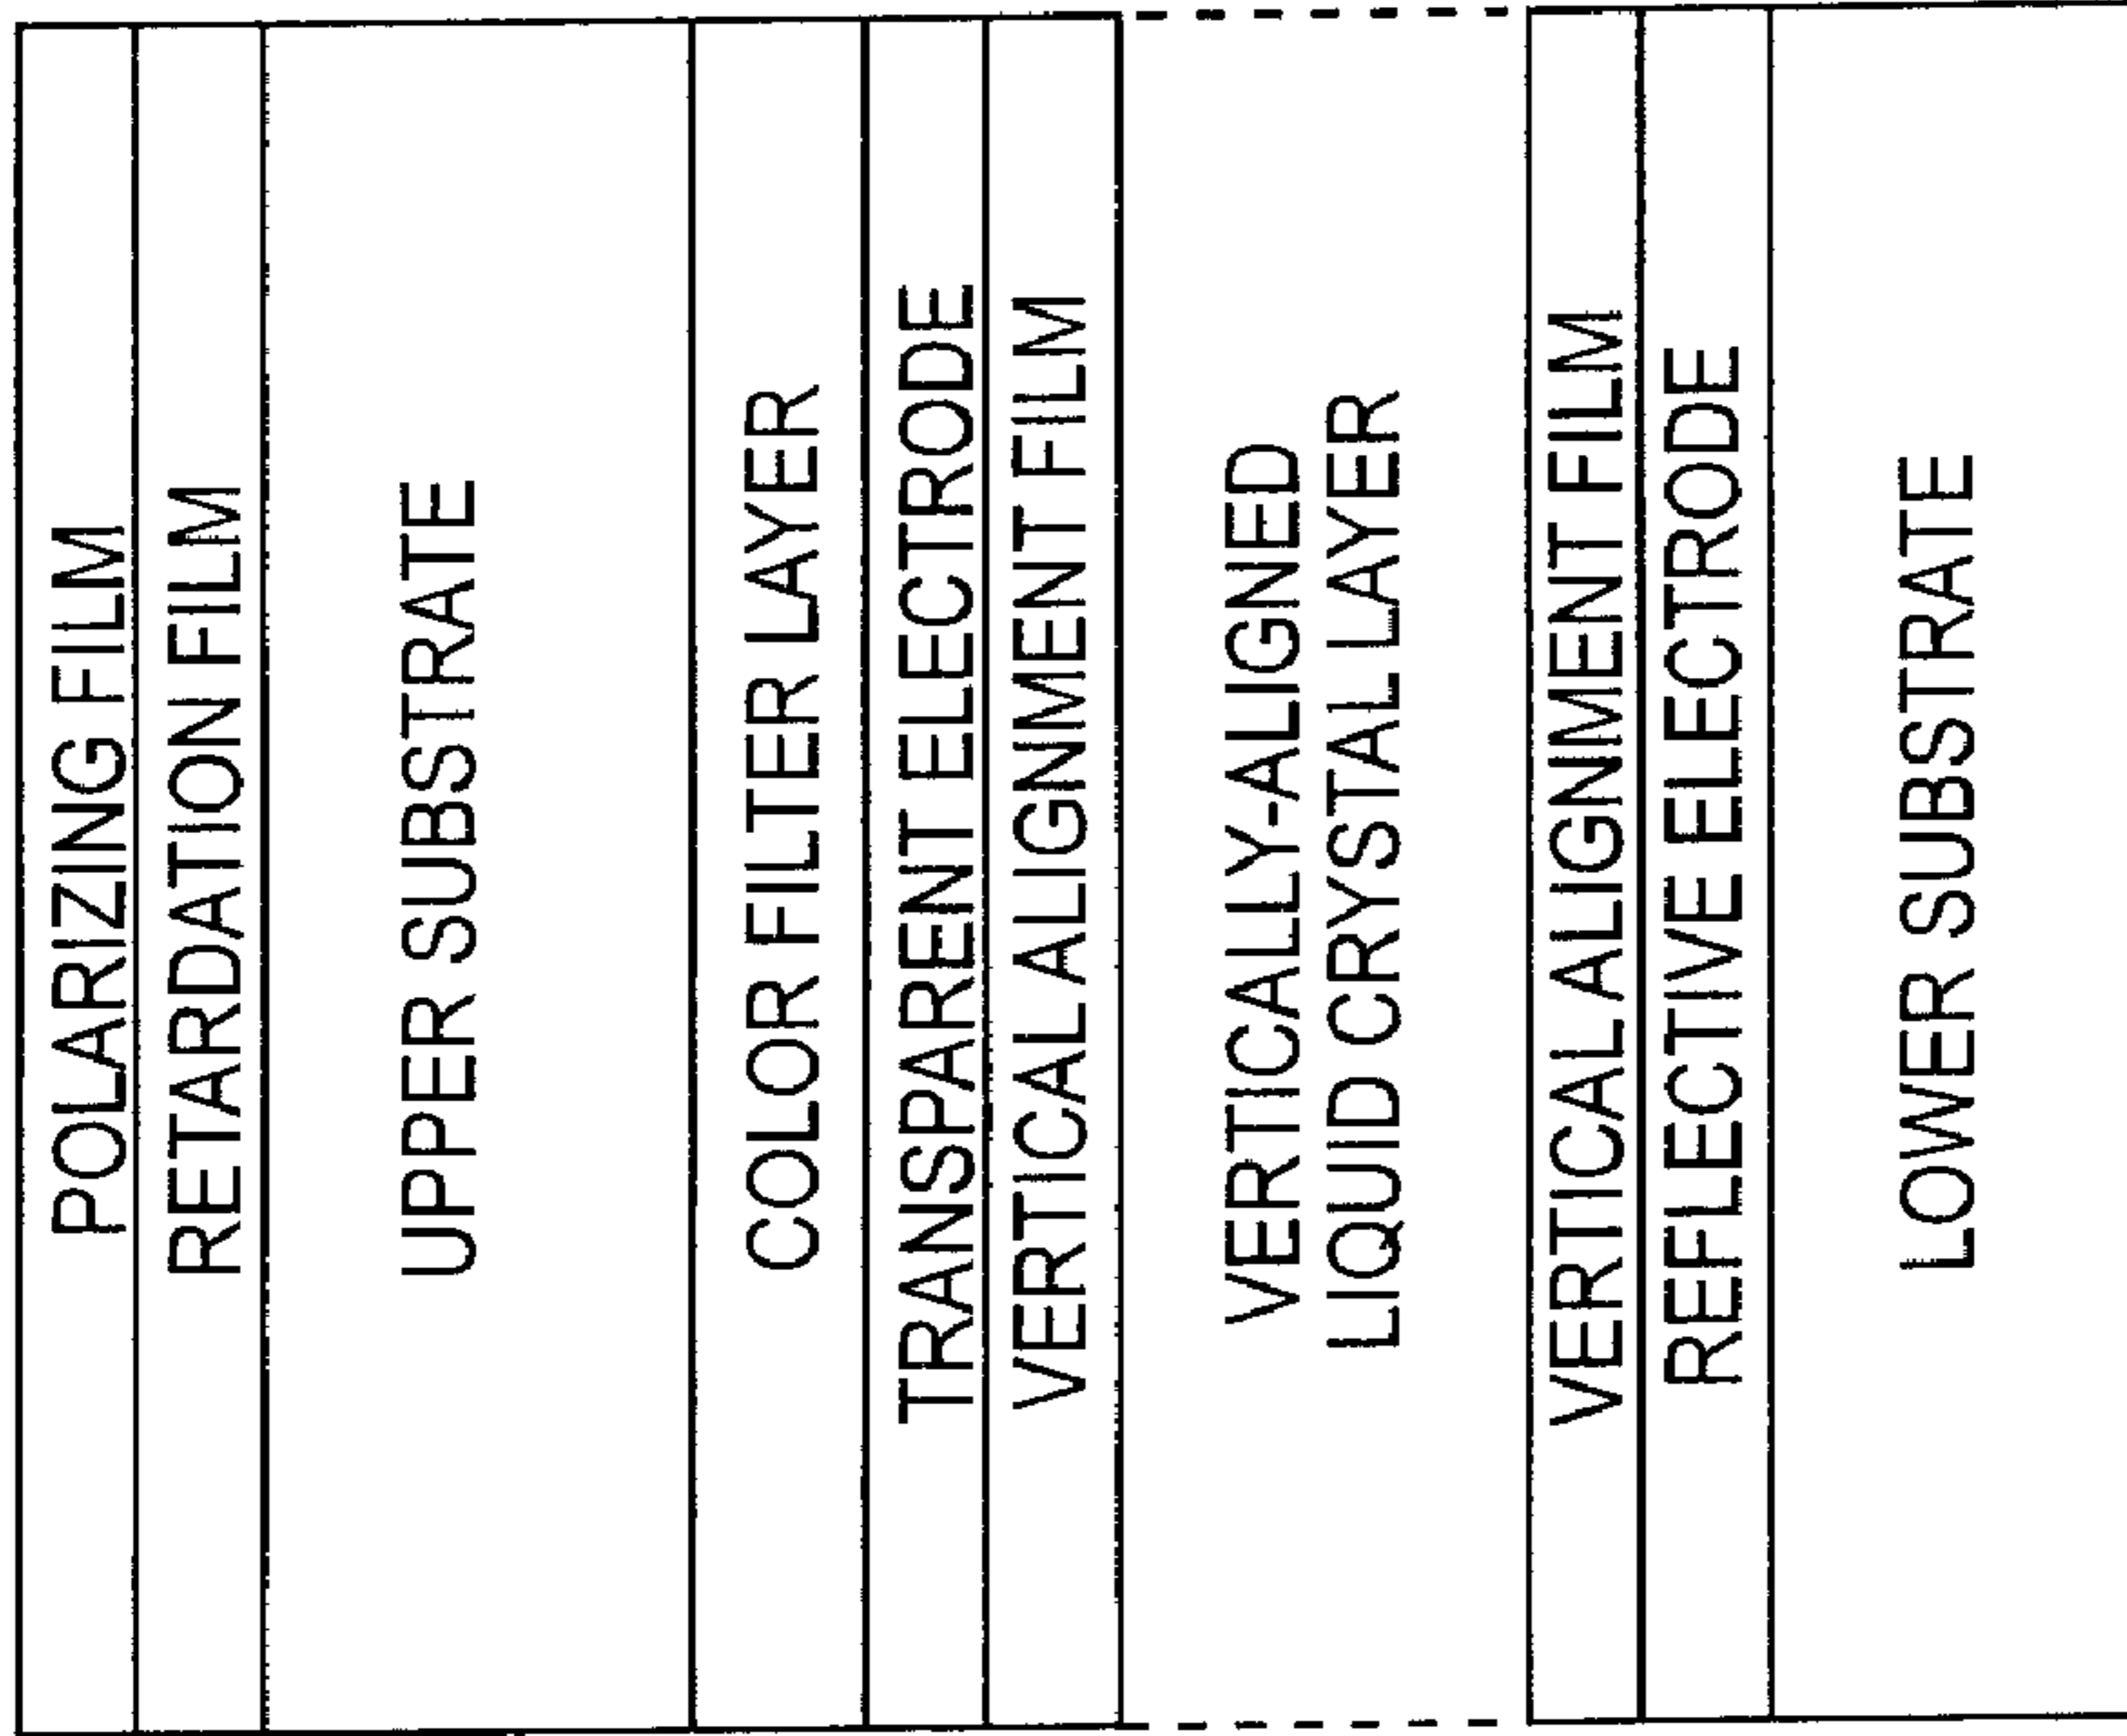 POLARIZING FILM
RETARDATION FILM
UPPER SUBSTRATE
COLOR FILTER LAYER
TRANSPARENT ELECTRODE
VERTICAL ALIGNMENT FILM
VERTICALLY-ALIGNED
LIQUID CRYSTAL LAYER
VERTICAL ALIGNMENT FILM
REFLECTIVE ELECTRODE
LOWER SUBSTRATE